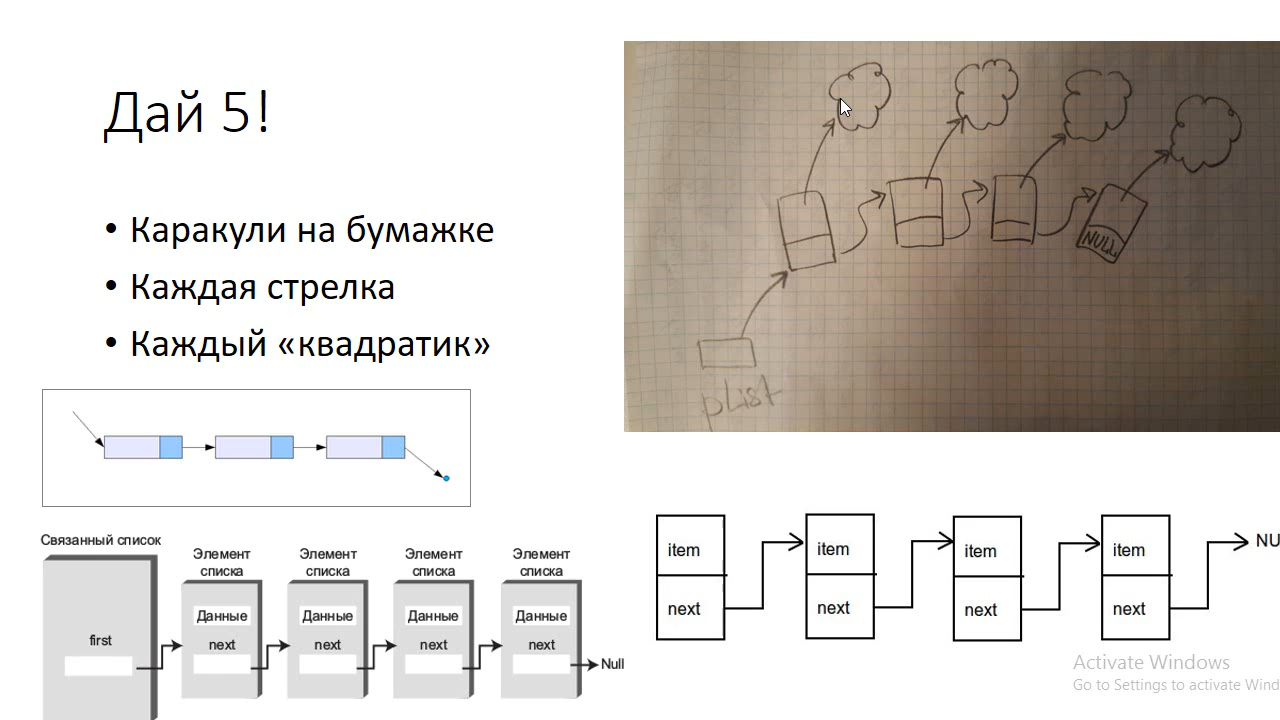 Дай 5!
• Каракули на бумажке
• Каждая стрелка
• Каждый «квадратик»
NULL
pList
Связанный список
first
Элемент
списка
Данные
next
Элемент
списка
Данные
next
Элемент
списка
Данные
next
Элемент
списка
Данные
next
Null
item
next
item
next
item
next
item
next
NU
Activate Windows
Go to Settings to activate Wind